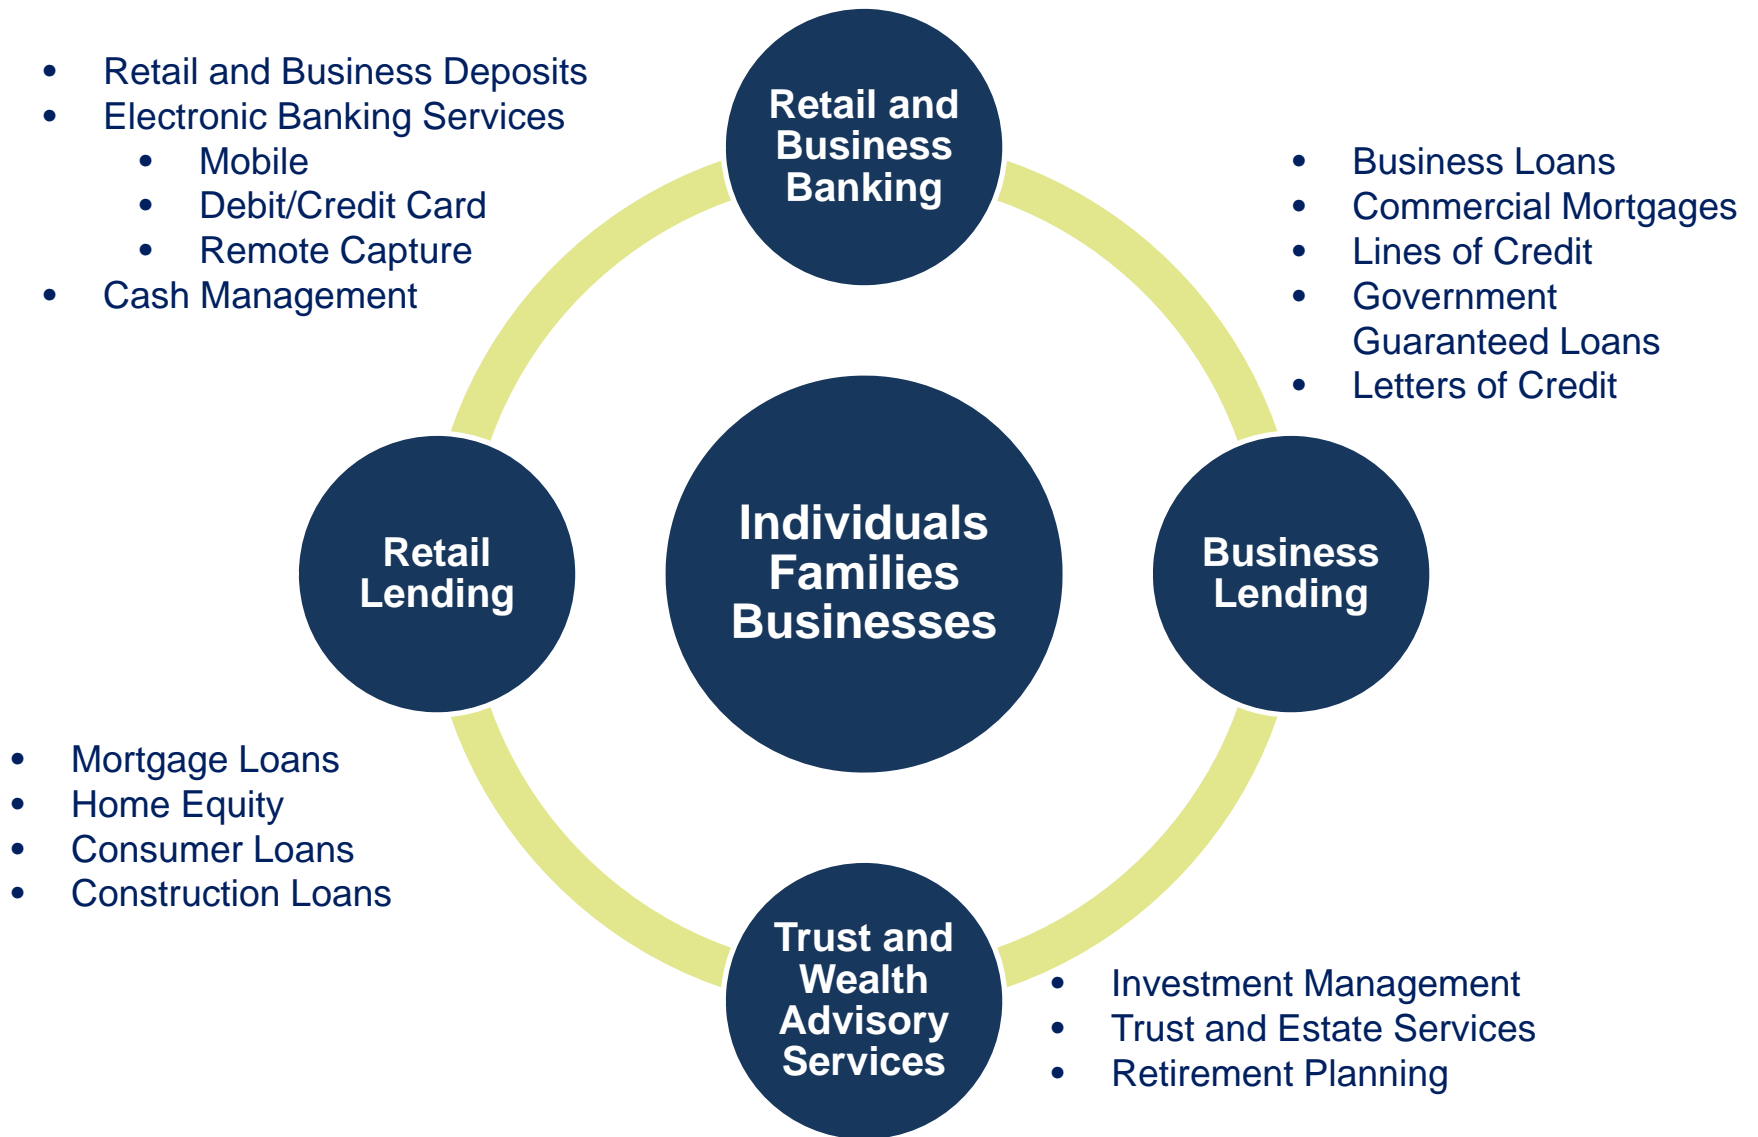 Retail and
Business
Banking
• Retail and Business Deposits
• Electronic Banking Services
• Mobile
• Debit/Credit Card
• Remote Capture
• Cash Management
Business
Lending
• Business Loans
• Commercial Mortgages
• Lines of Credit
• Government
Guaranteed Loans
• Letters of Credit
Individuals
Families
Businesses
Retail
Lending
• Mortgage Loans
• Home Equity
• Consumer Loans
• Construction Loans
Trust and
Wealth
Advisory
Services
• Investment Management
• Trust and Estate Services
• Retirement Planning